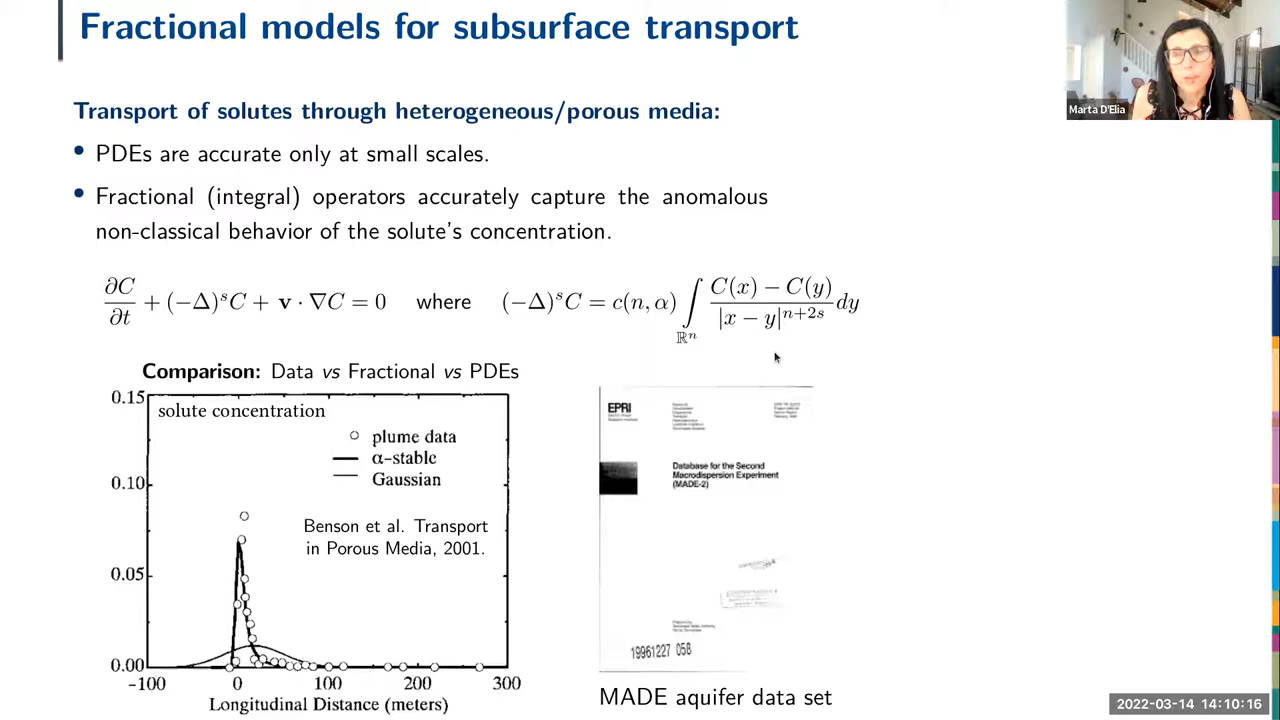 Fractional models for subsurface transport
Marta D'Elia
Transport of solutes through heterogeneous/porous media:
• PDEs are accurate only at small scales.
• Fractional (integral) operators accurately capture the anomalous
non-classical behavior of the solute's concentration.
∂C/∂t + (−Δ)^s C + v · ∇C = 0 where (−Δ)^s C = c(n, α) ∫_{ℝⁿ} (C(x) − C(y))/|x − y|^{n+2s} dy
Comparison: Data vs Fractional vs PDEs
0.15
solute concentration
plume data
α-stable
Gaussian
0.10
Benson et al. Transport
in Porous Media, 2001.
0.05
0.00
-100 0 100 200 300
Longitudinal Distance (meters)
EPRI
Database for the Second
Macrodispersion Experiment
(MADE-2)
19961227 058
MADE aquifer data set
2022-03-14 14:10:16